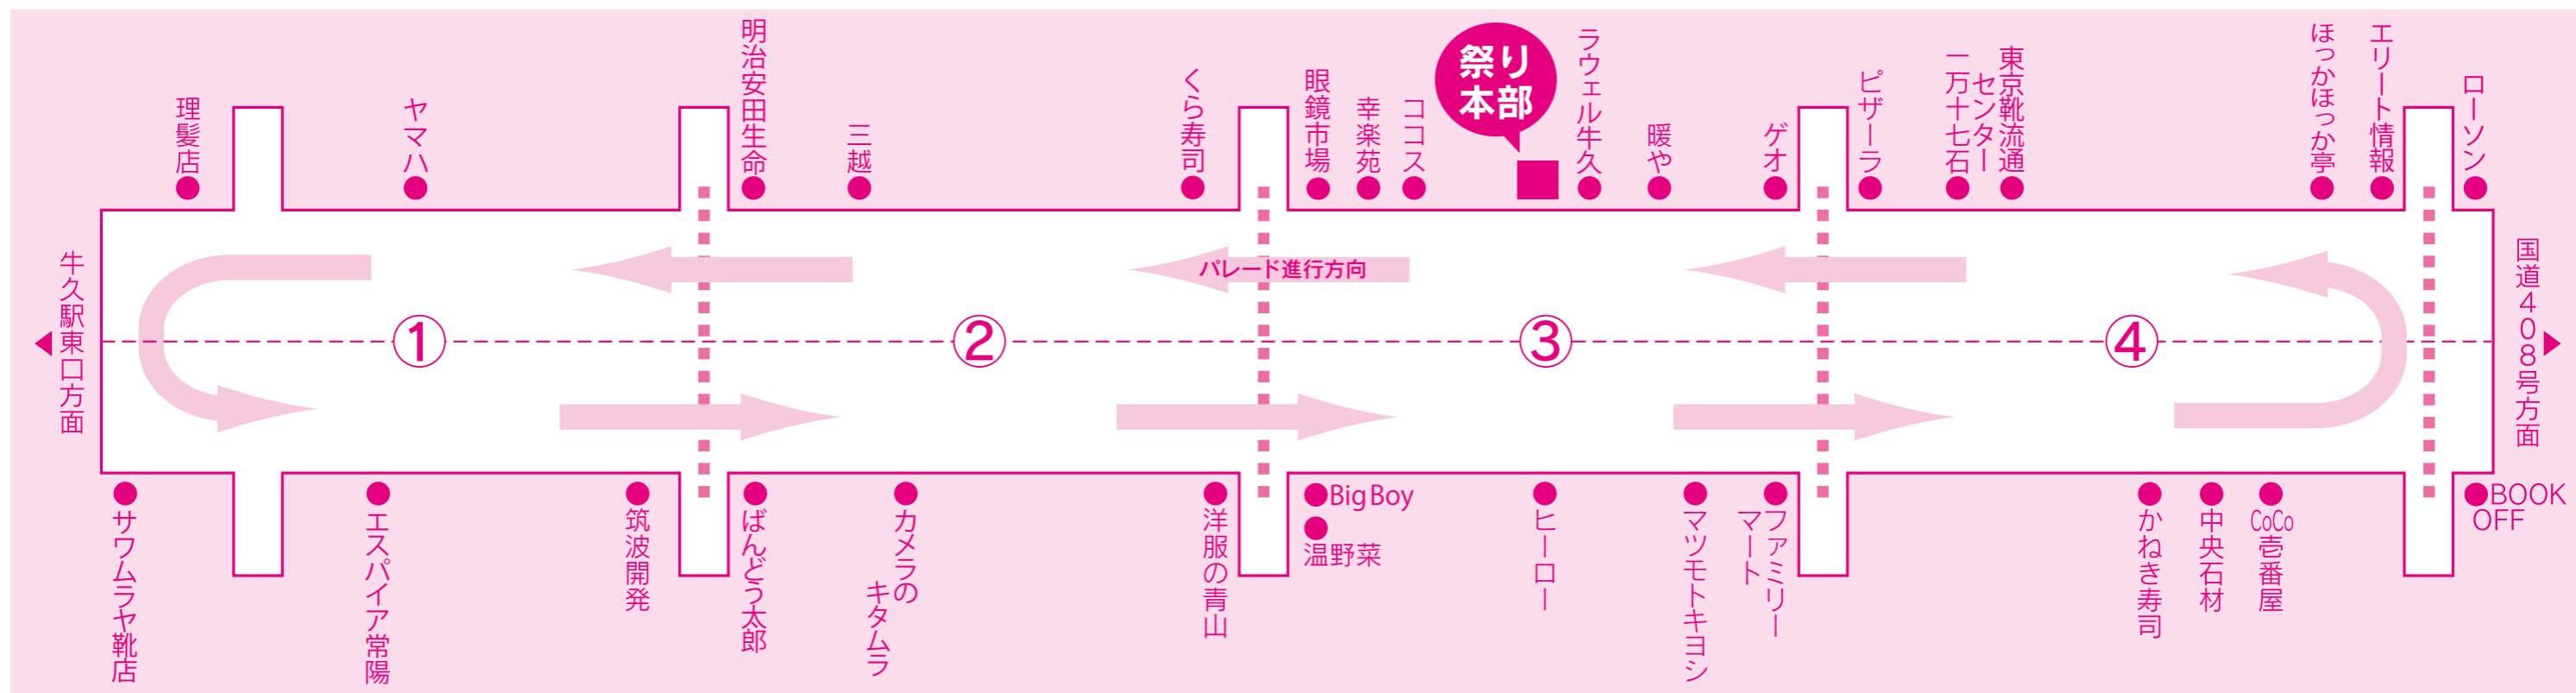 理髪店
ヤマハ
明治安田生命
三越
くら寿司
眼鏡市場
幸楽苑
ココス
祭り
本部
ラウェル牛久
暖や
ゲオ
ピザーラ
一万十七石
東京靴流通
センター
ほっかほっか亭
エリート情報
ローソン
牛久駅東口方面
パレード進行方向
①
②
③
④
国道408号方面
サワムラヤ靴店
エスパイア常陽
筑波開発
ばんどう太郎
カメラの
キタムラ
洋服の青山
Big Boy
温野菜
ヒーロー
マツモトキヨシ
ファミリー
マート
かねき寿司
中央石材
CoCo
壱番屋
BOOK
OFF